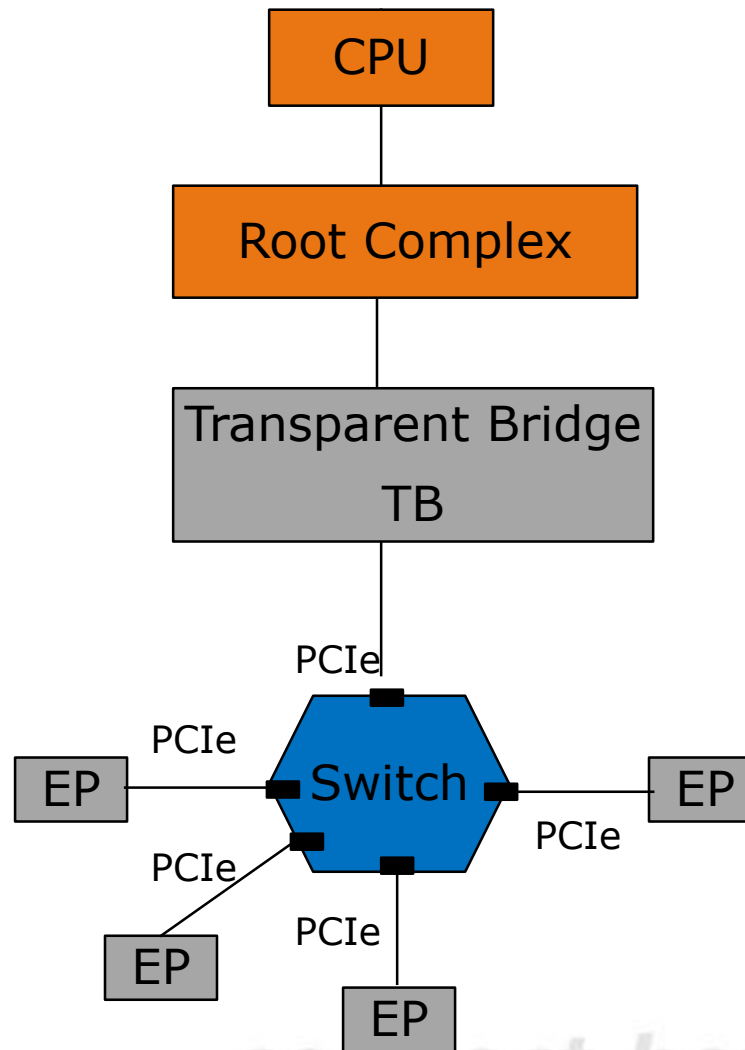 CPU
Root Complex
Transparent Bridge
TB
PCIe
PCIe
EP
Switch
EP
PCIe
PCIe
PCIe
EP
EP